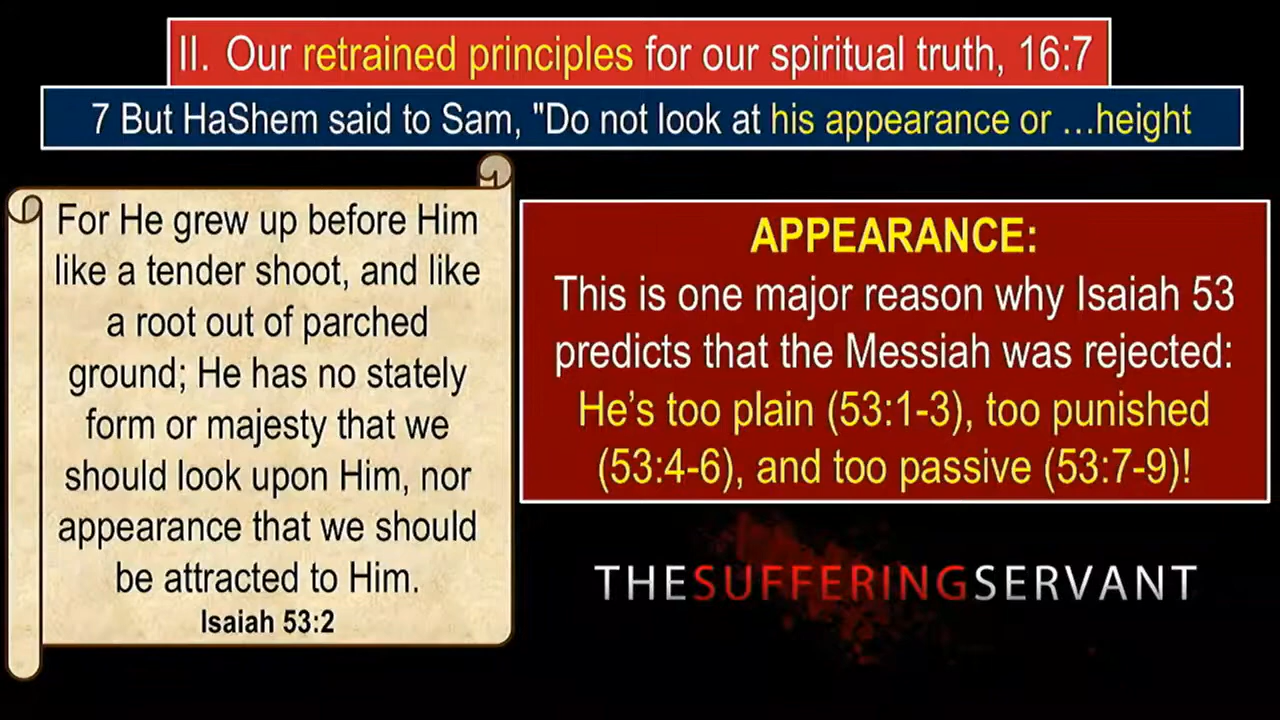 II. Our retrained principles for our spiritual truth, 16:7
7 But HaShem said to Sam, "Do not look at his appearance or ...height
For He grew up before Him
like a tender shoot, and like
a root out of parched
ground; He has no stately
form or majesty that we
should look upon Him, nor
appearance that we should
be attracted to Him.
Isaiah 53:2
APPEARANCE:
This is one major reason why Isaiah 53
predicts that the Messiah was rejected:
He's too plain (53:1-3), too punished
(53:4-6), and too passive (53:7-9)!
THESUFFERINGSERVANT